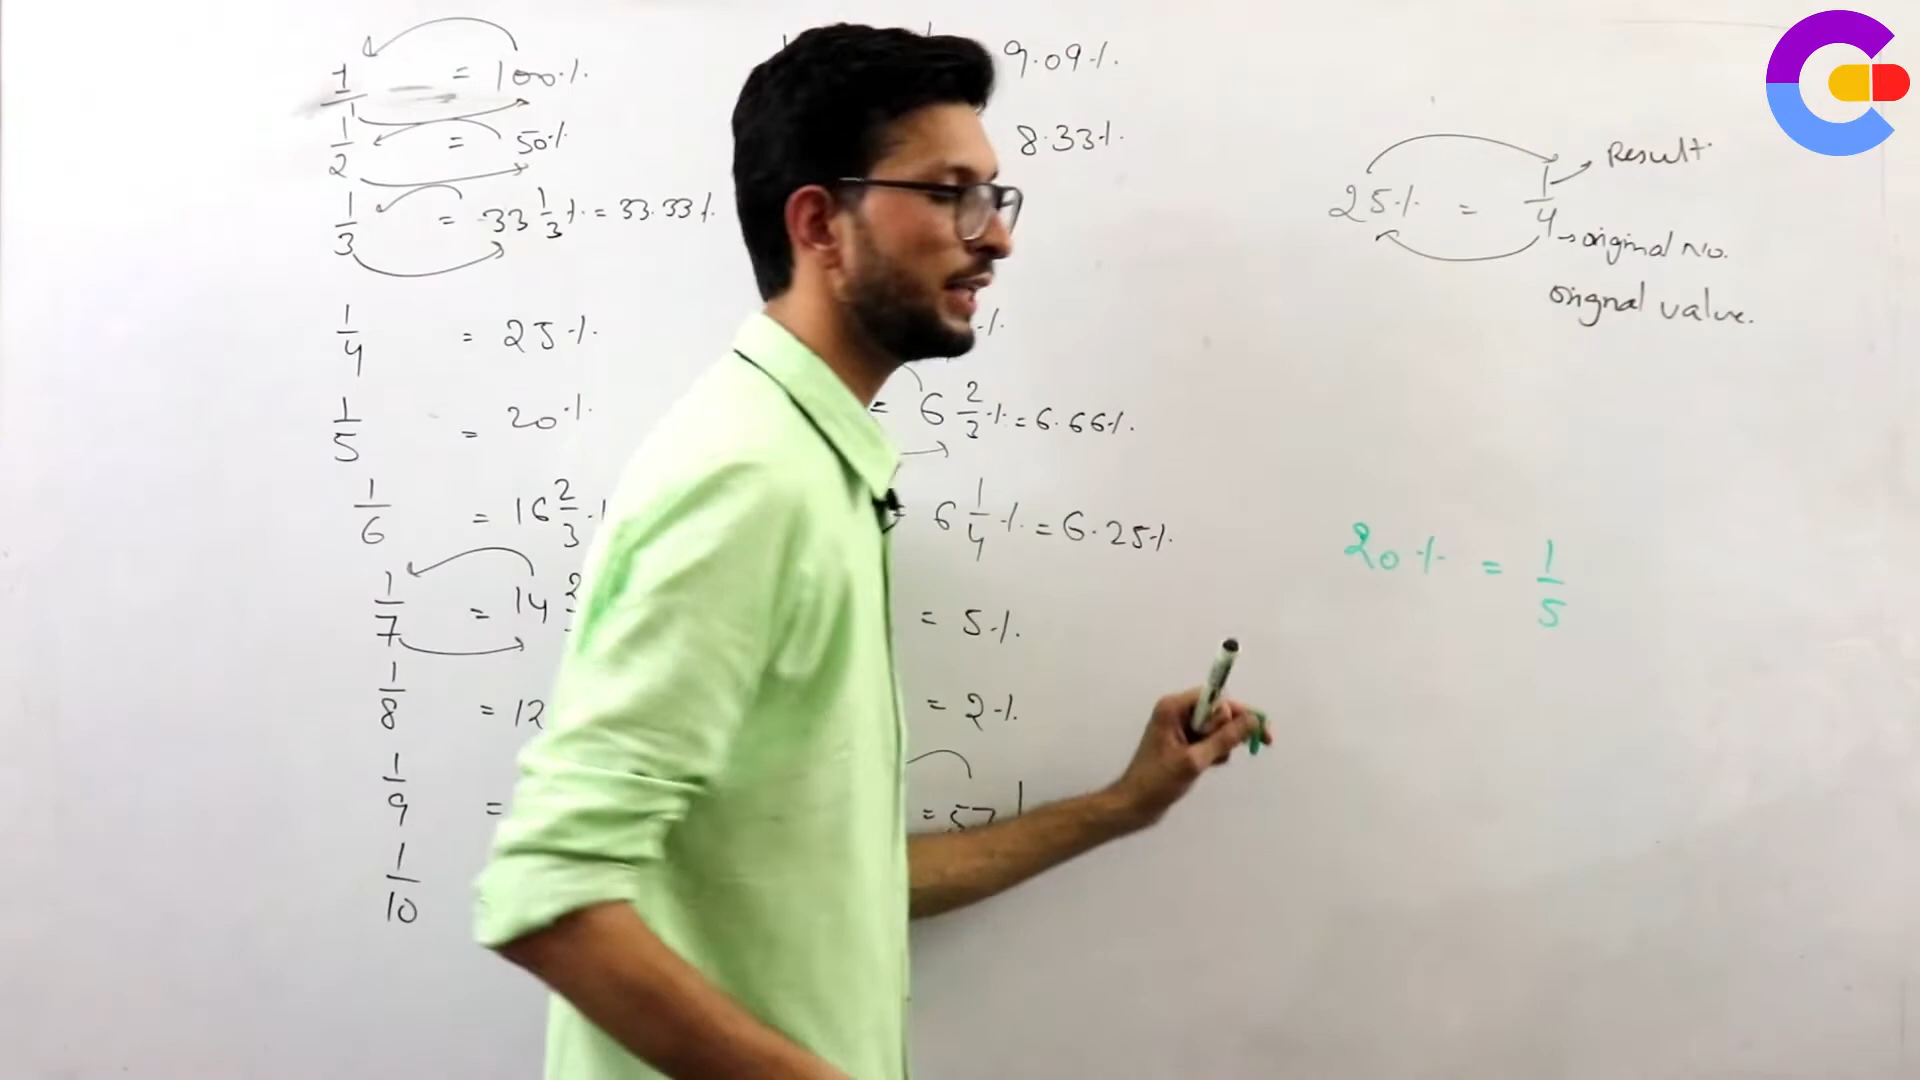 1/1 = 100%
1/2 = 50%
1/3 = 33 1/3 % = 33.33%
1/4 = 25%
1/5 = 20%
1/6 = 16 2/3 %
1/7 = 14
1/8 = 12
1/9 =
1/10
9.09%
8.33%
%
= 6 2/3 % = 6.66%
= 6 1/4 % = 6.25%
= 5%
= 2%
= 57
25% = 1/4
Result
original No.
original value.
20% = 1/5